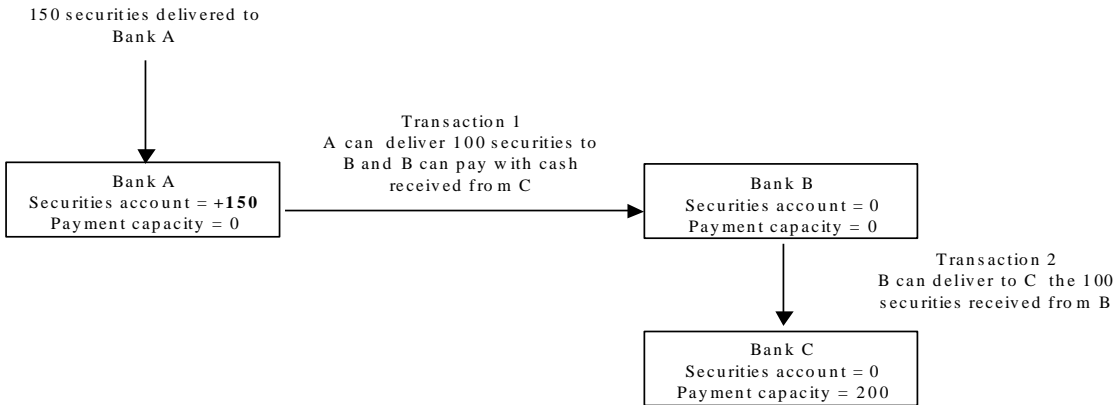 150 securities delivered to
Bank A
Transaction 1
A can deliver 100 securities to
B and B can pay with cash
received from C
Bank A
Securities account = +150
Payment capacity = 0
Bank B
Securities account = 0
Payment capacity = 0
Transaction 2
B can deliver to C the 100
securities received from B
Bank C
Securities account = 0
Payment capacity = 200